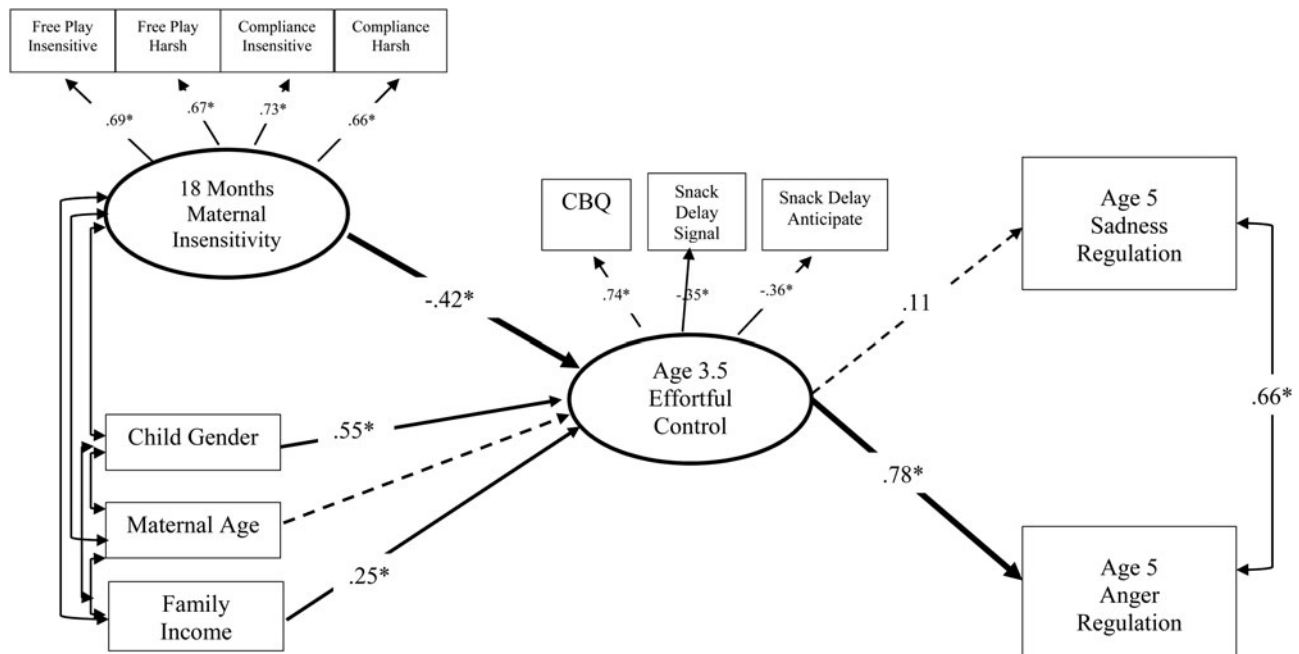 Free Play
Insensitive
Free Play
Harsh
Compliance
Insensitive
Compliance
Harsh
.69*
.67*
.73*
.66*
18 Months
Maternal
Insensitivity
CBQ
Snack
Delay
Signal
Snack Delay
Anticipate
.74*
-.35*
-.36*
Age 5
Sadness
Regulation
-.42*
.11
Age 3.5
Effortful
Control
.66*
Child Gender
.55*
Maternal Age
.78*
.25*
Family
Income
Age 5
Anger
Regulation